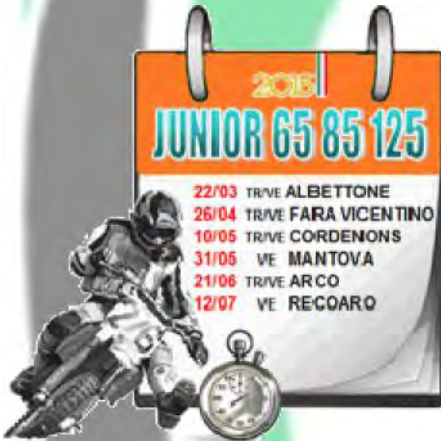 2015
JUNIOR 65 85 125
22/03 TR/VE ALBETTONE
26/04 TR/VE FARA VICENTINO
10/05 TR/VE CORDENONS
31/05 VE MANTOVA
21/06 TR/VE ARCO
12/07 VE RECOARO